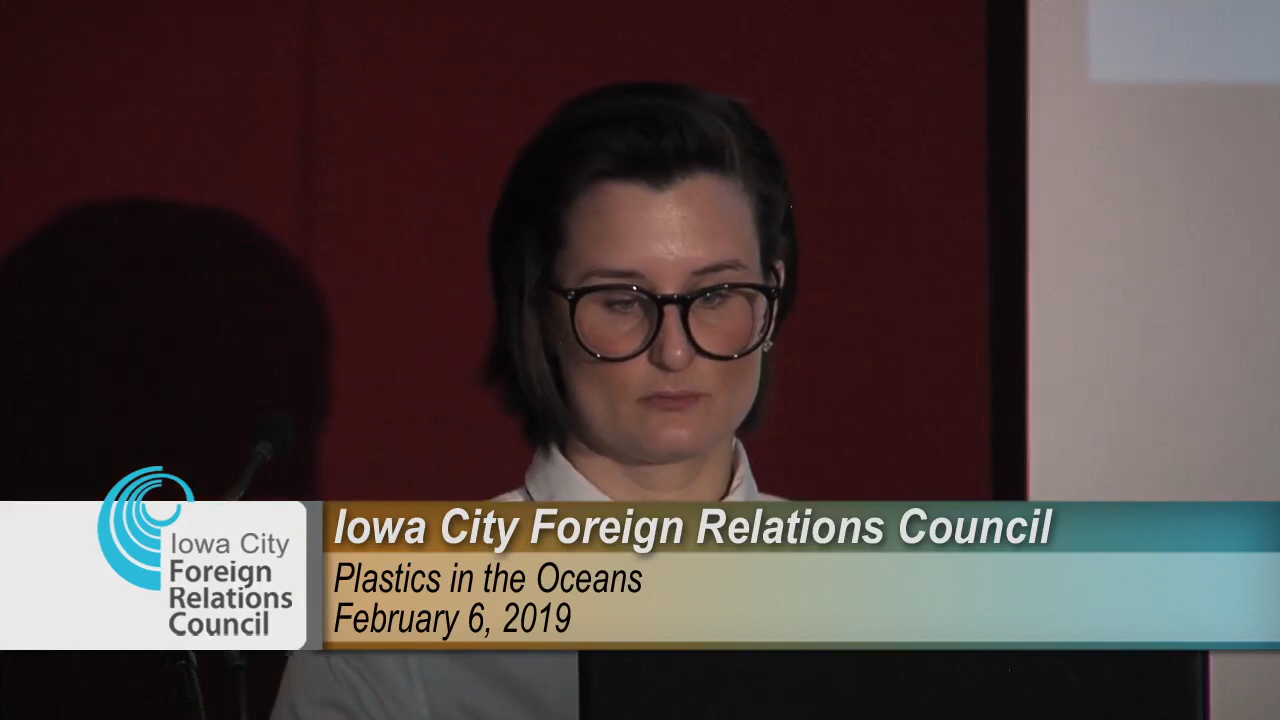 Iowa City Foreign Relations Council
Plastics in the Oceans
February 6, 2019
Iowa City
Foreign
Relations
Council